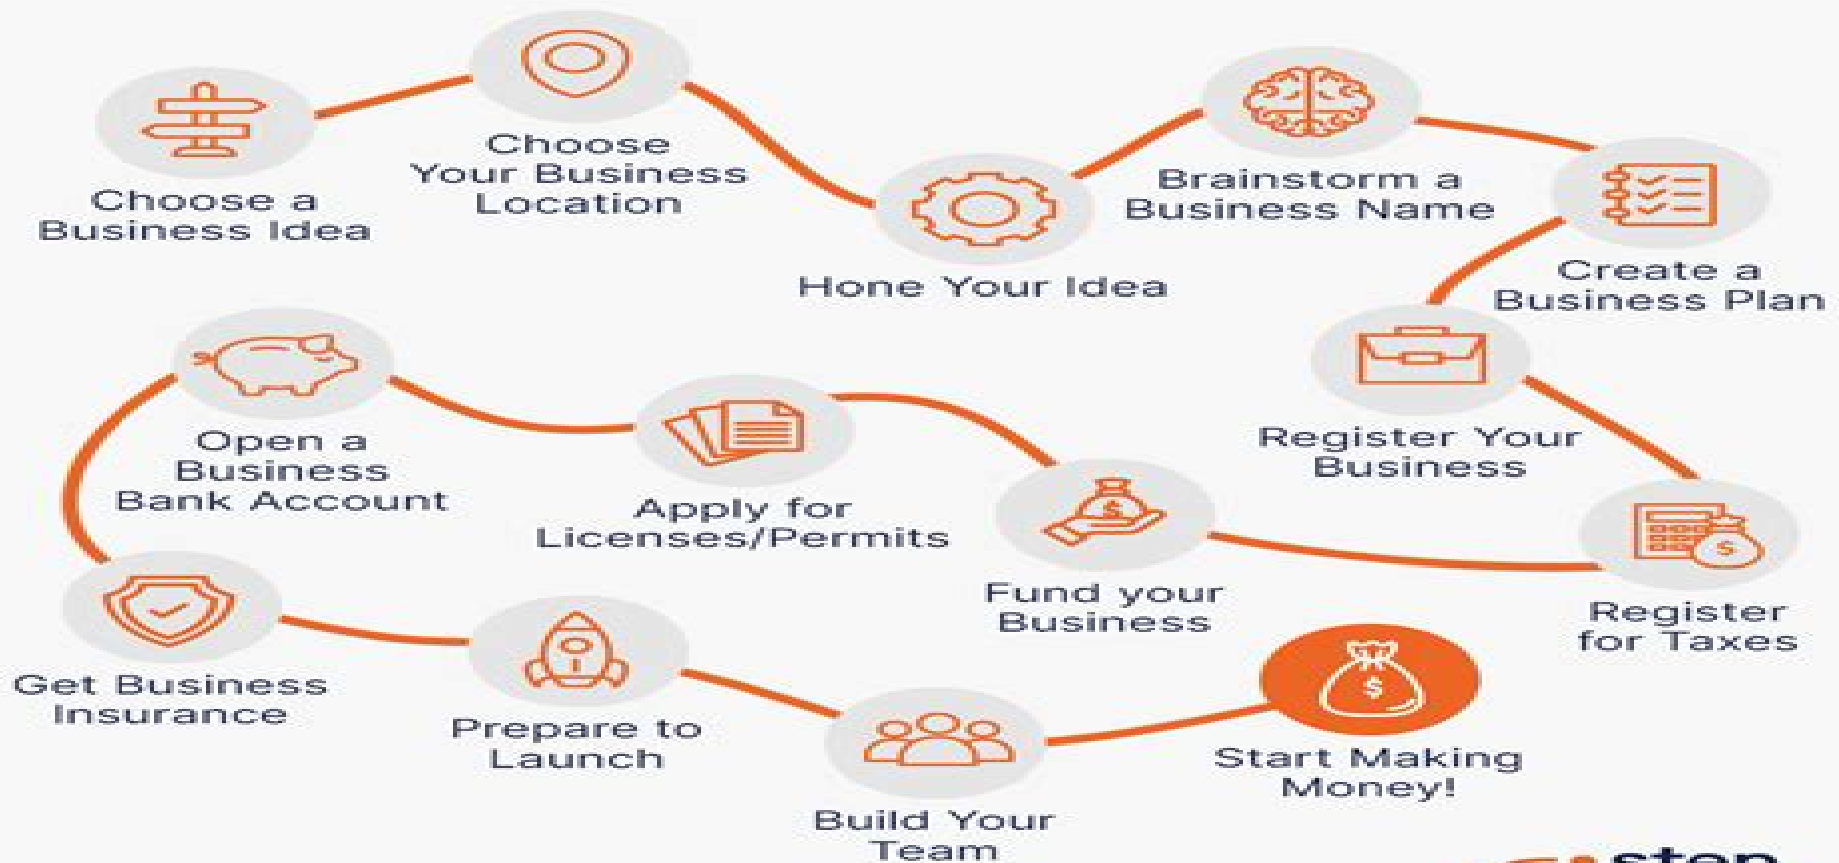 Choose a
Business Idea
Choose
Your Business
Location
Hone Your Idea
Brainstorm a
Business Name
Create a
Business Plan
Register Your
Business
Register
for Taxes
Fund your
Business
Apply for
Licenses/Permits
Open a
Business
Bank Account
Get Business
Insurance
Prepare to
Launch
Build Your
Team
Start Making
Money!
step